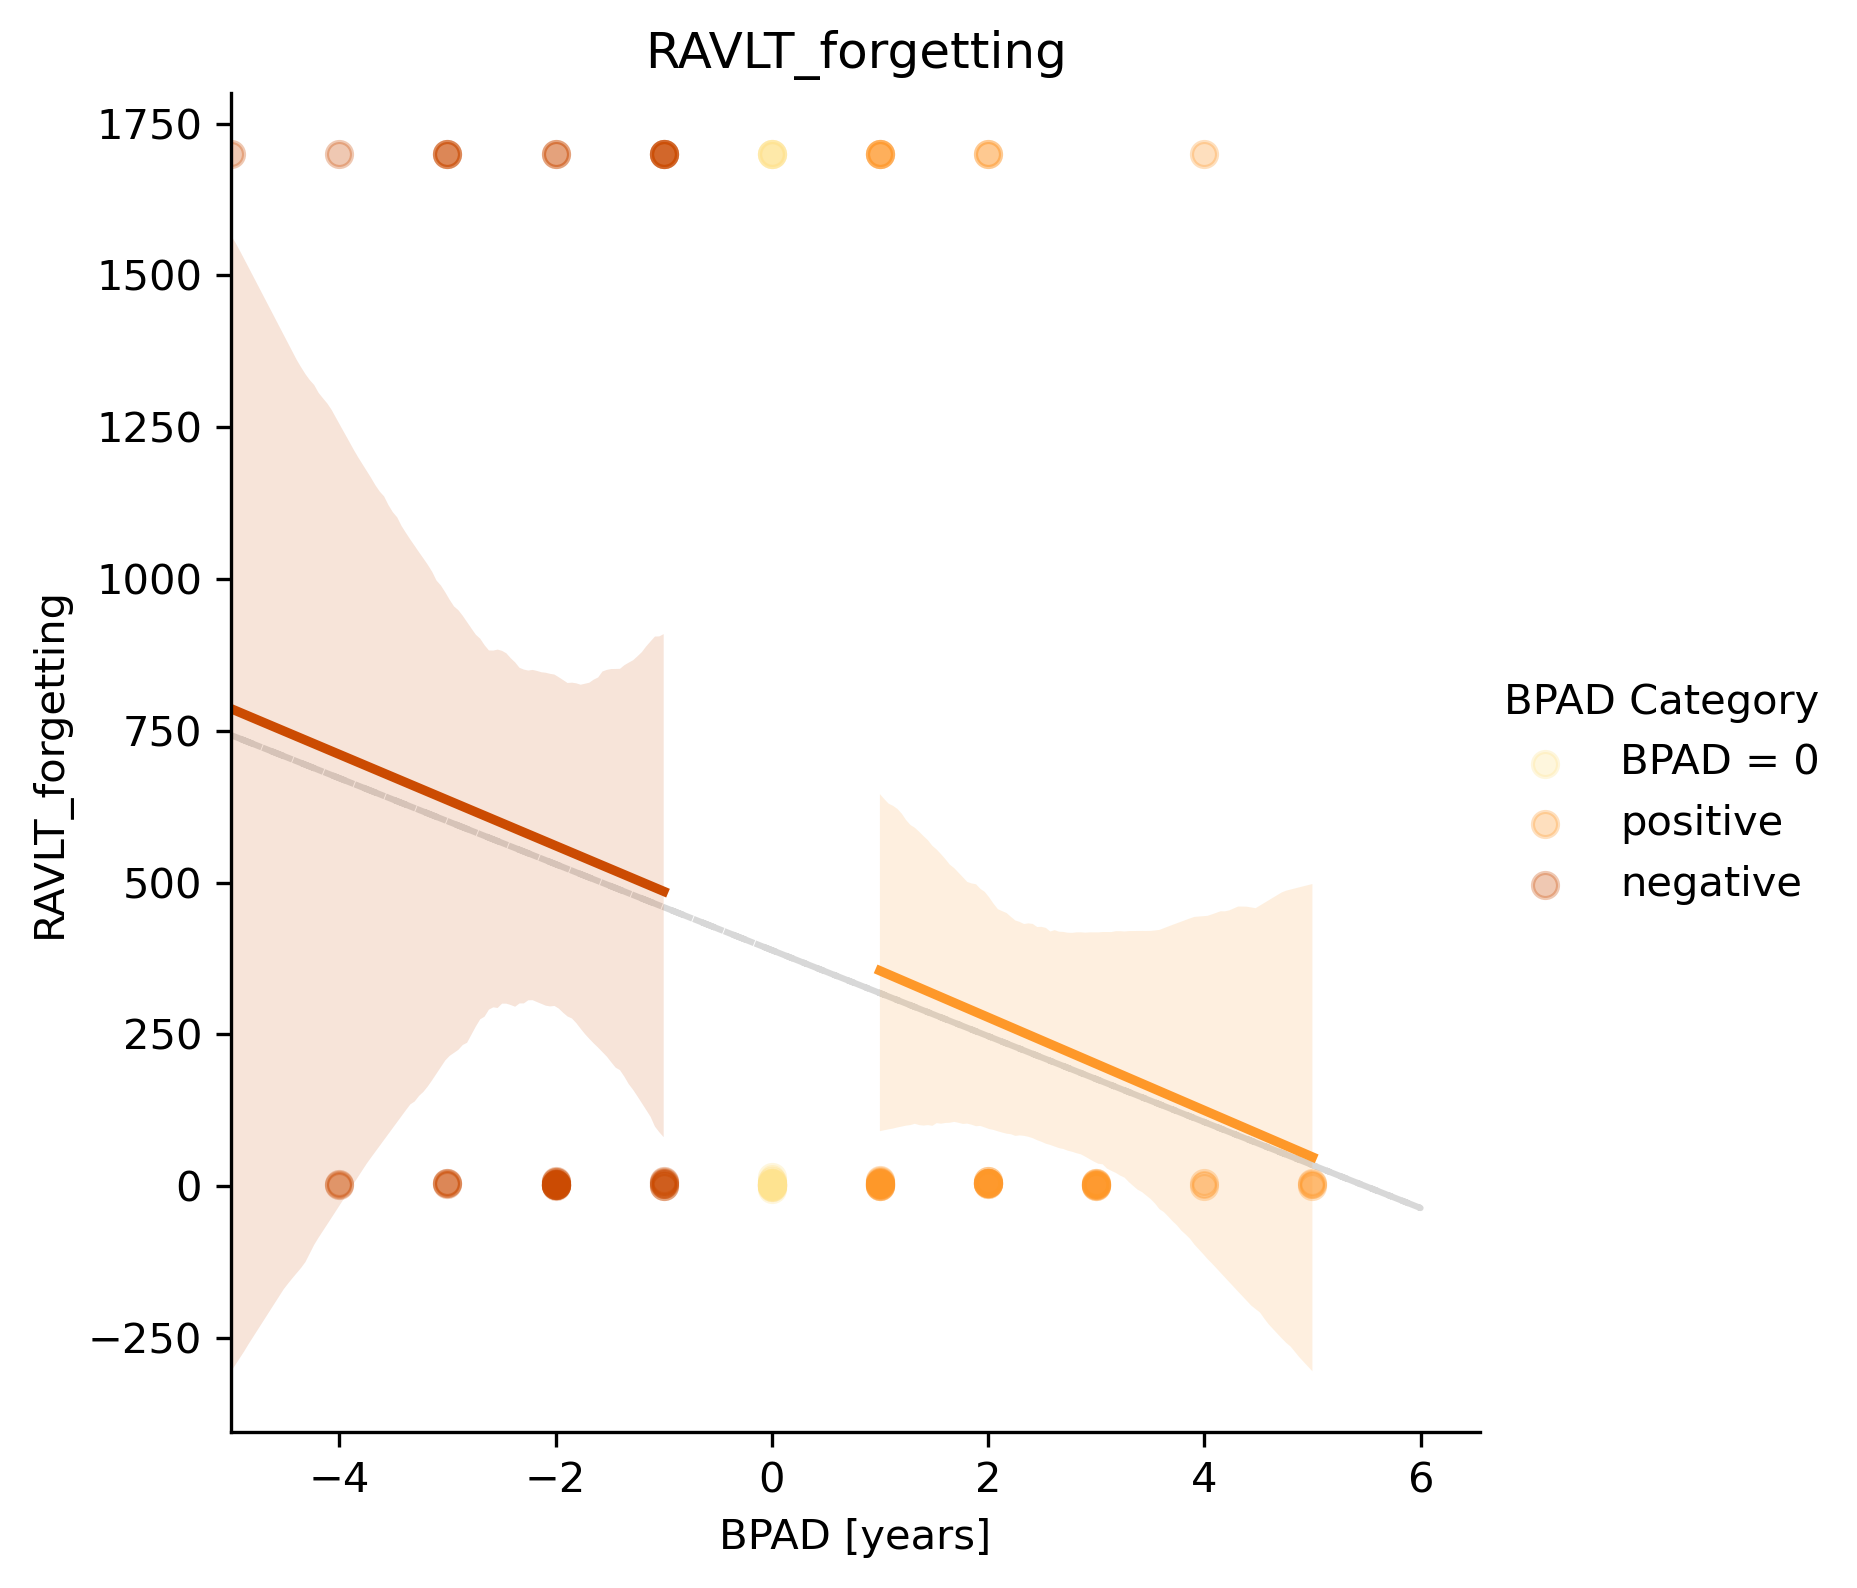 RAVLT_forgetting
1750
1500
1250
1000
750
500
250
0
−250
RAVLT_forgetting
−4
−2
0
2
4
6
BPAD [years]
BPAD Category
BPAD = 0
positive
negative